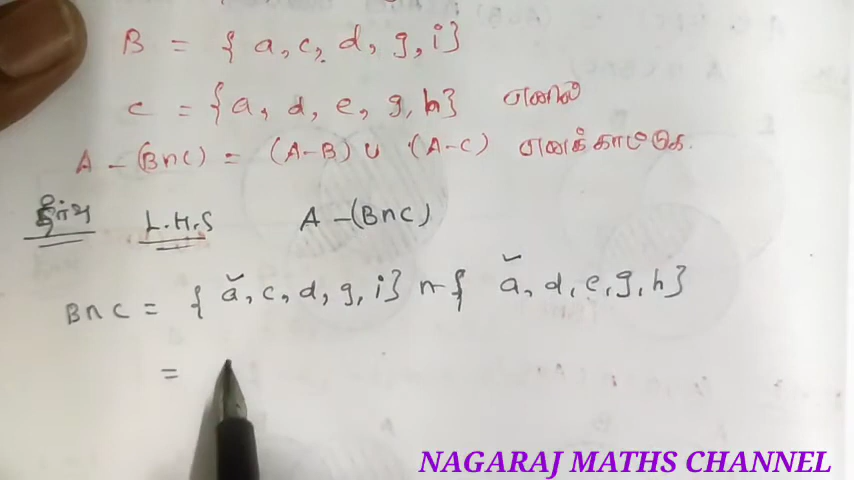 B = { a, c, d, g, i}
C = {a, d, e, g, h} எனில்
A - (B∩C) = (A-B) ∪ (A-C) எனக்காட்டுக.
தீர்வு L.H.S A -(B∩C)
B∩C = { a, c, d, g, i} ∩ { a, d, e, g, h}
=
NAGARAJ MATHS CHANNEL